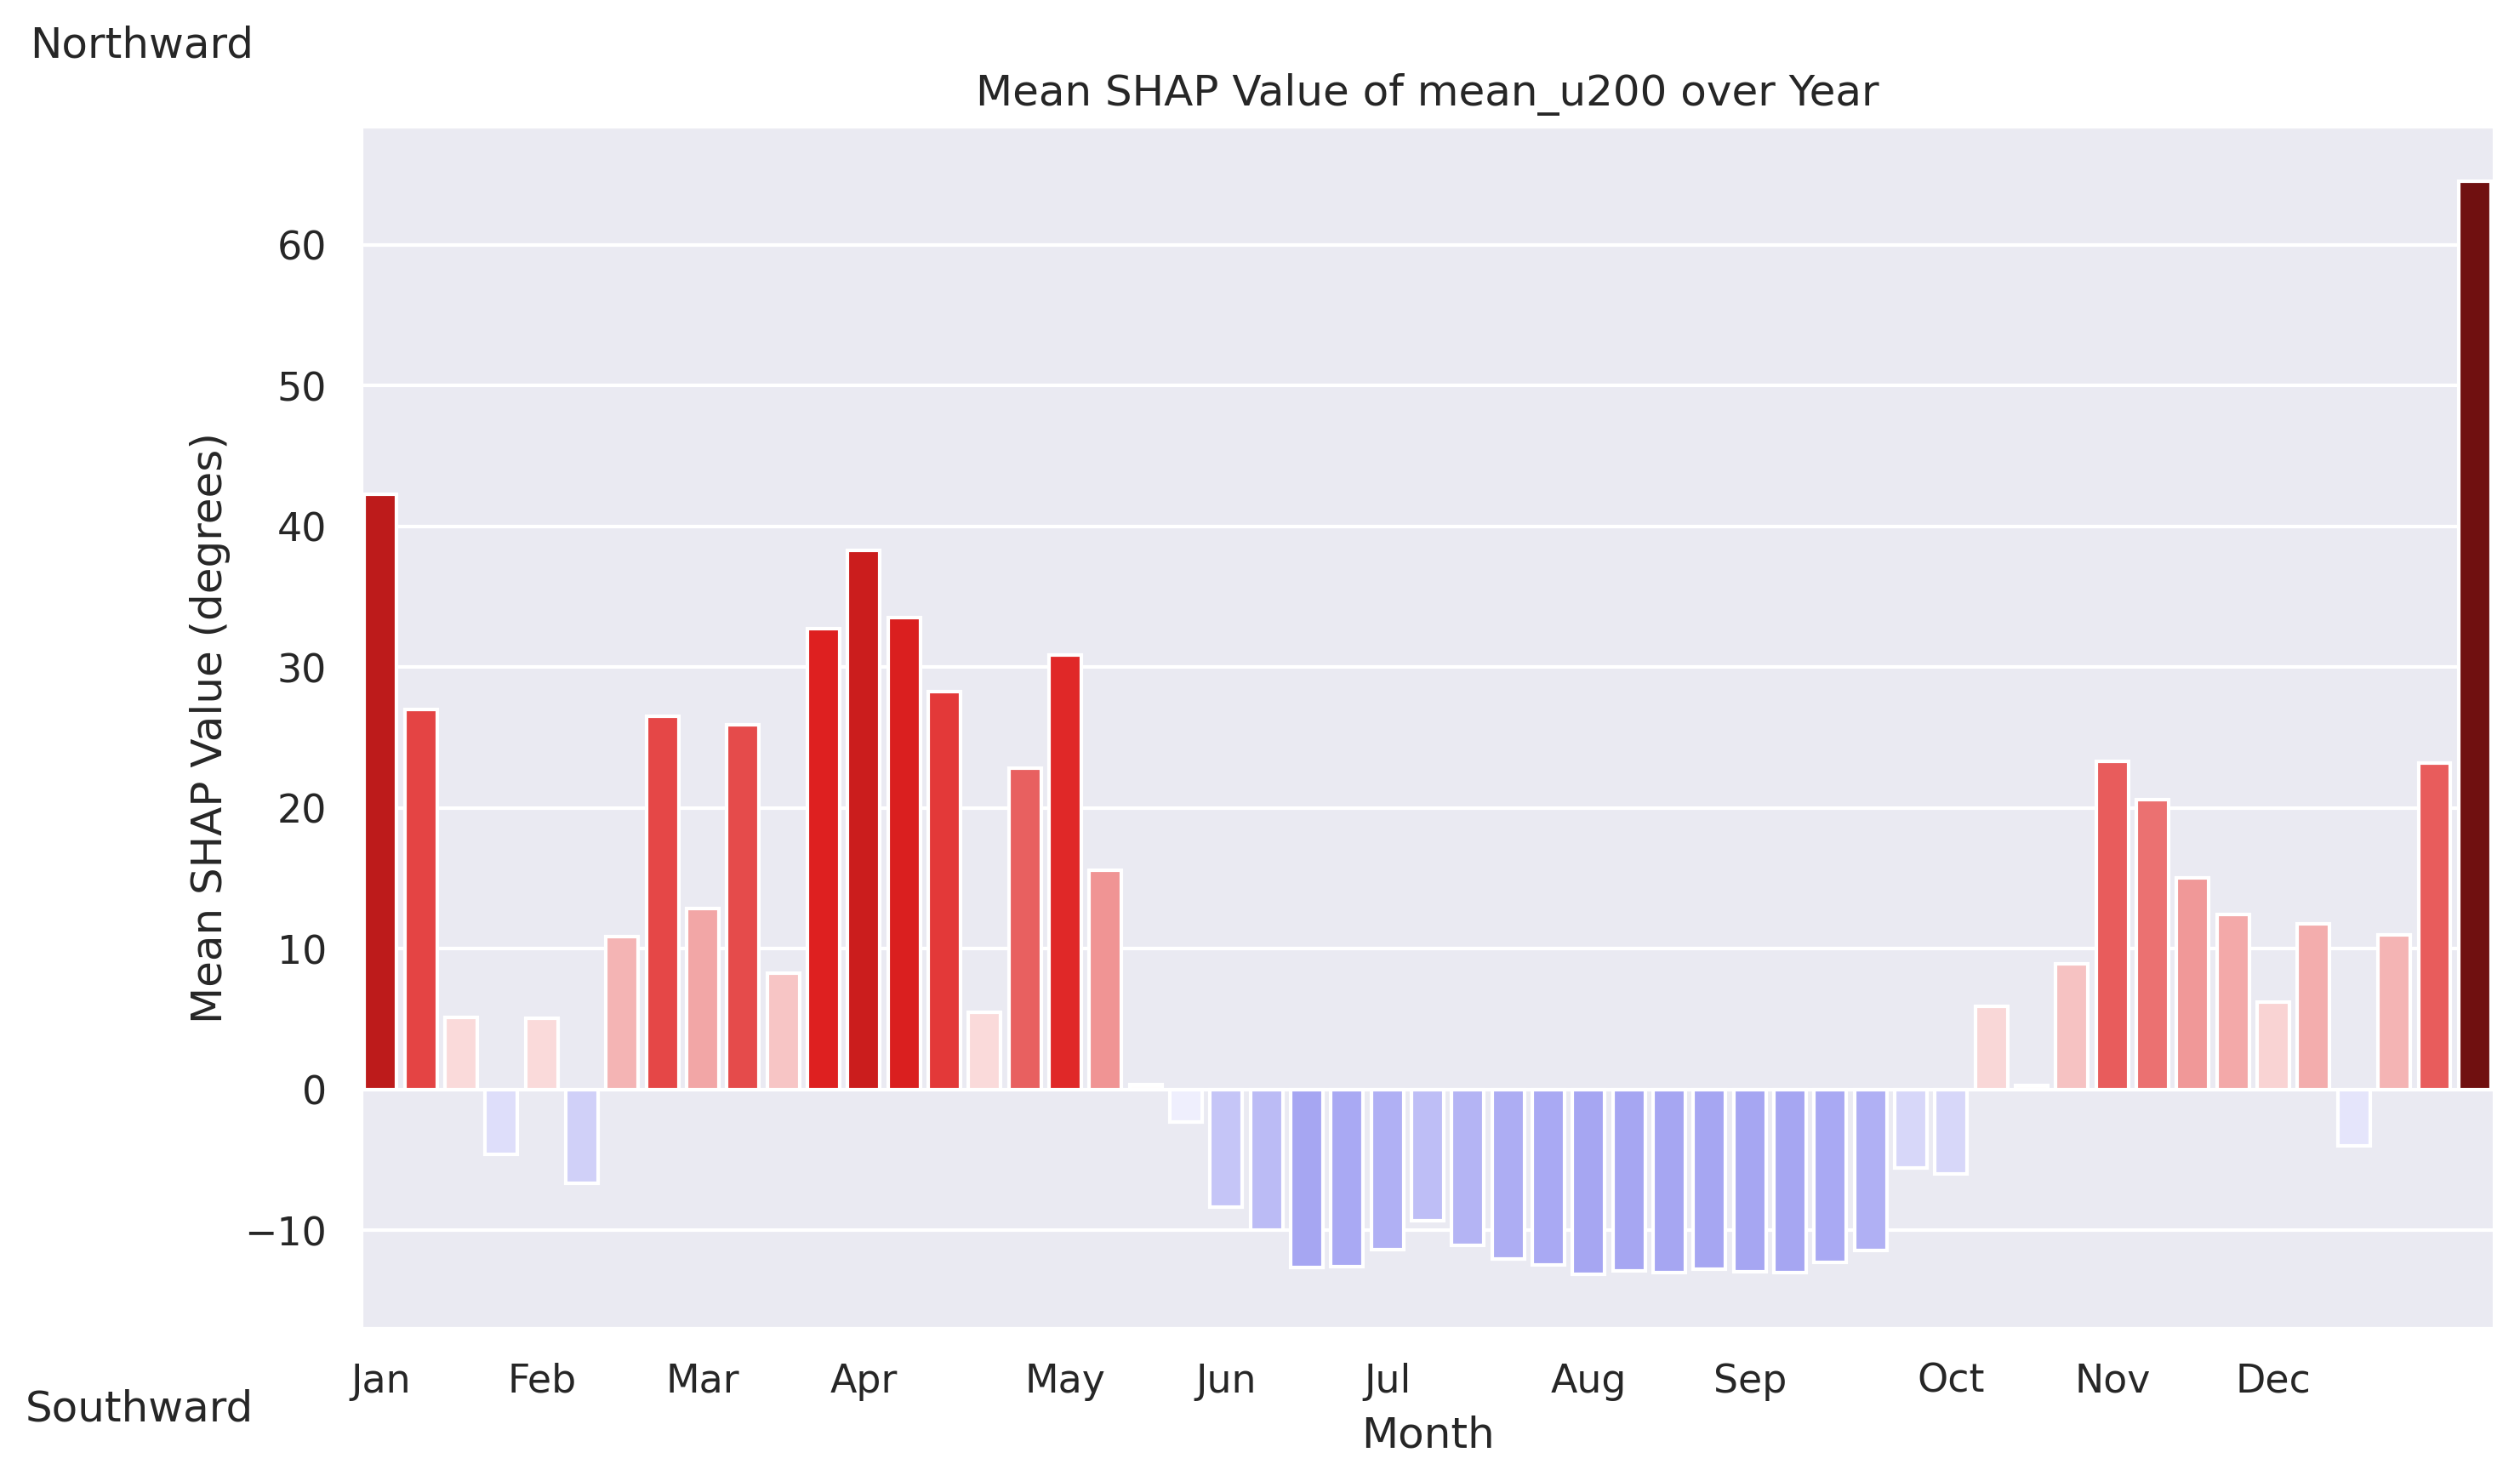 Northward
Mean SHAP Value of mean_u200 over Year
Mean SHAP Value (degrees)
60
50
40
30
20
10
0
−10
Jan Feb Mar Apr May Jun Jul Aug Sep Oct Nov Dec
Southward
Month